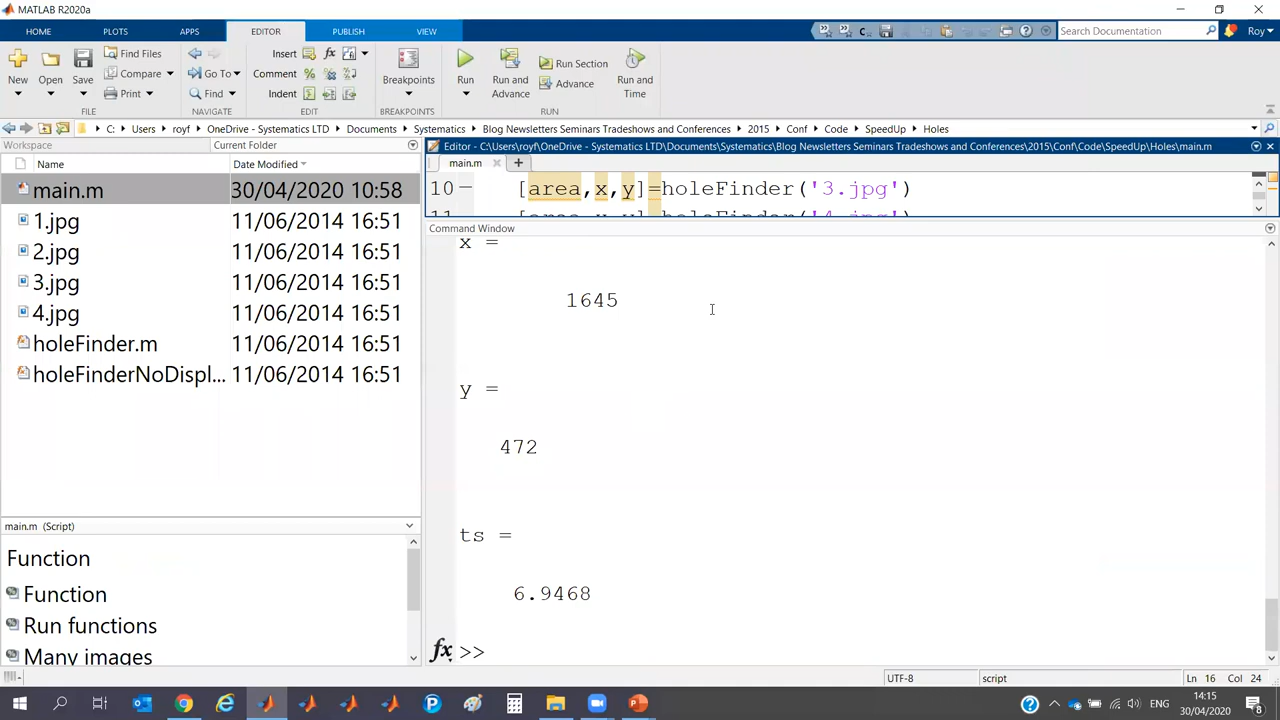 MATLAB R2020a
HOME PLOTS APPS EDITOR PUBLISH VIEW
Search Documentation
Roy
New Open Save Find Files Compare Print
FILE
Go To Find
NAVIGATE
Insert Comment Indent
EDIT
Breakpoints
BREAKPOINTS
Run Run and Advance Run Section Advance Run and Time
RUN
C: Users royf OneDrive - Systematics LTD Documents Systematics Blog Newsletters Seminars Tradeshows and Conferences 2015 Conf Code SpeedUp Holes
Workspace Current Folder
Name Date Modified
main.m 30/04/2020 10:58
1.jpg 11/06/2014 16:51
2.jpg 11/06/2014 16:51
3.jpg 11/06/2014 16:51
4.jpg 11/06/2014 16:51
holeFinder.m 11/06/2014 16:51
holeFinderNoDispl... 11/06/2014 16:51
main.m (Script)
Function
Function
Run functions
Many images
Editor - C:\Users\royf\OneDrive - Systematics LTD\Documents\Systematics\Blog Newsletters Seminars Tradeshows and Conferences\2015\Conf\Code\SpeedUp\Holes\main.m
main.m
10 [area,x,y]=holeFinder('3.jpg')
11 [area,x,y]=holeFinder('4.jpg')
Command Window
x =
1645
y =
472
ts =
6.9468
fx >>
UTF-8 script Ln 16 Col 24
ENG
14:15
30/04/2020
8